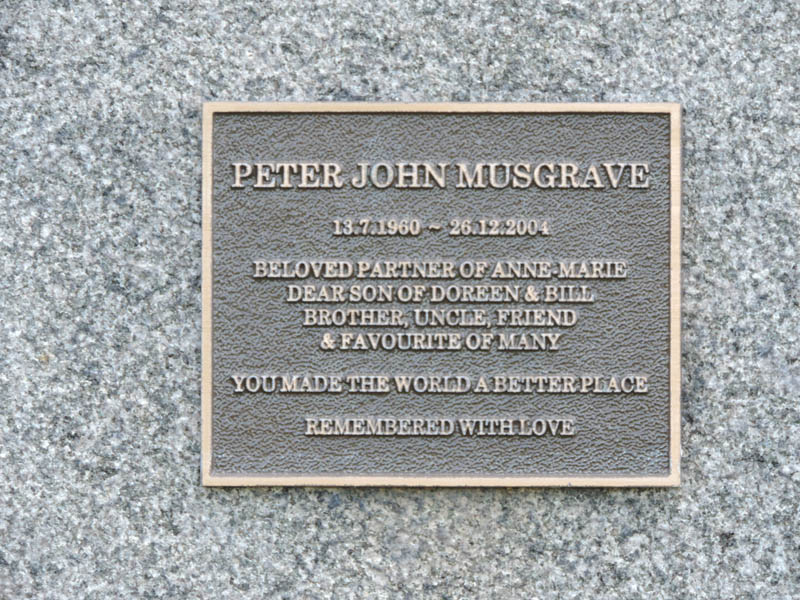 PETER JOHN MUSGRAVE
13.7.1960 ~ 26.12.2004
BELOVED PARTNER OF ANNE-MARIE
DEAR SON OF DOREEN & BILL
BROTHER, UNCLE, FRIEND
& FAVOURITE OF MANY
YOU MADE THE WORLD A BETTER PLACE
REMEMBERED WITH LOVE